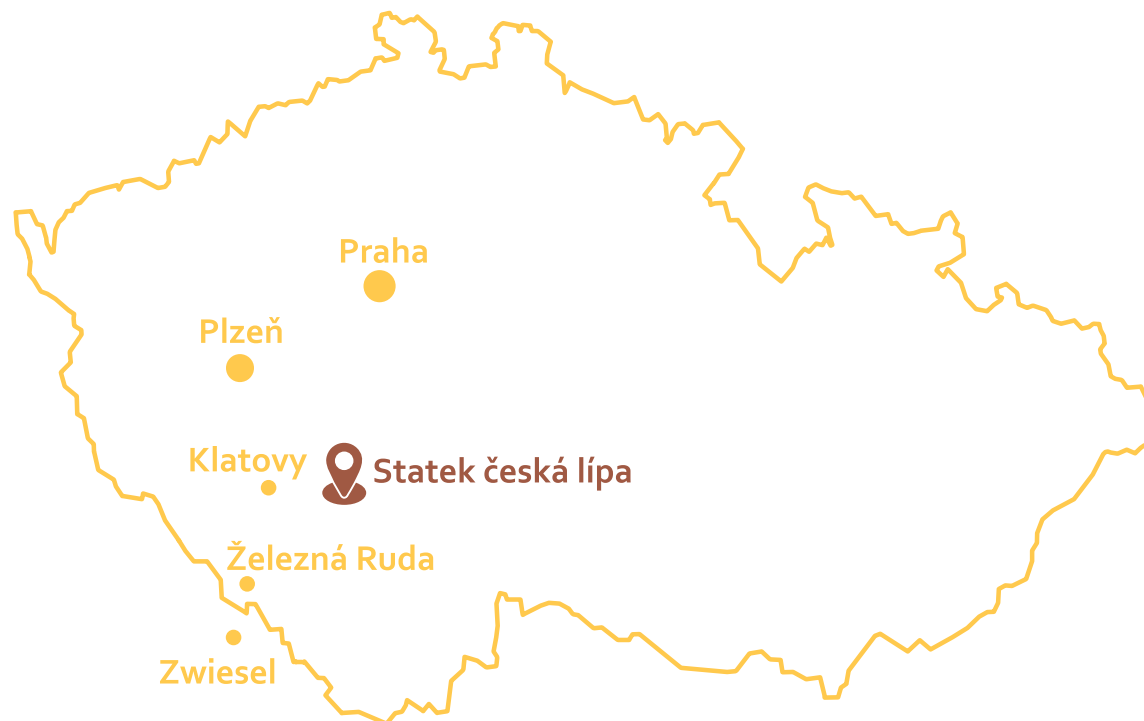 Praha
Plzeň
Klatovy
Statek česká lípa
Železná Ruda
Zwiesel